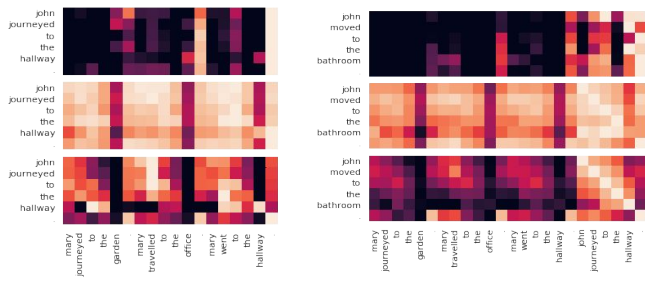 john
journeyed
to
the
hallway
.
john
journeyed
to
the
hallway
.
john
journeyed
to
the
hallway
.
mary
journeyed
to
the
garden
.
mary
travelled
to
the
office
.
mary
went
to
the
hallway
.
john
moved
to
the
bathroom
.
john
moved
to
the
bathroom
.
john
moved
to
the
bathroom
.
mary
journeyed
to
the
garden
.
mary
travelled
to
the
office
.
mary
went
to
the
hallway
.
john
journeyed
to
the
hallway
.